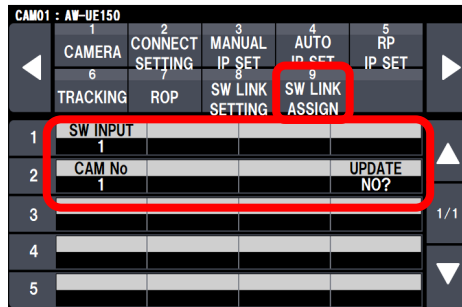 CAM01 : AW-UE150
1 2 3 4 5
CAMERA CONNECT SETTING MANUAL IP SET AUTO IP SET RP IP SET
6 7 8 9
TRACKING ROP SW LINK SETTING SW LINK ASSIGN
1 SW INPUT
1
2 CAM No UPDATE
1 NO?
3 1/1
4
5